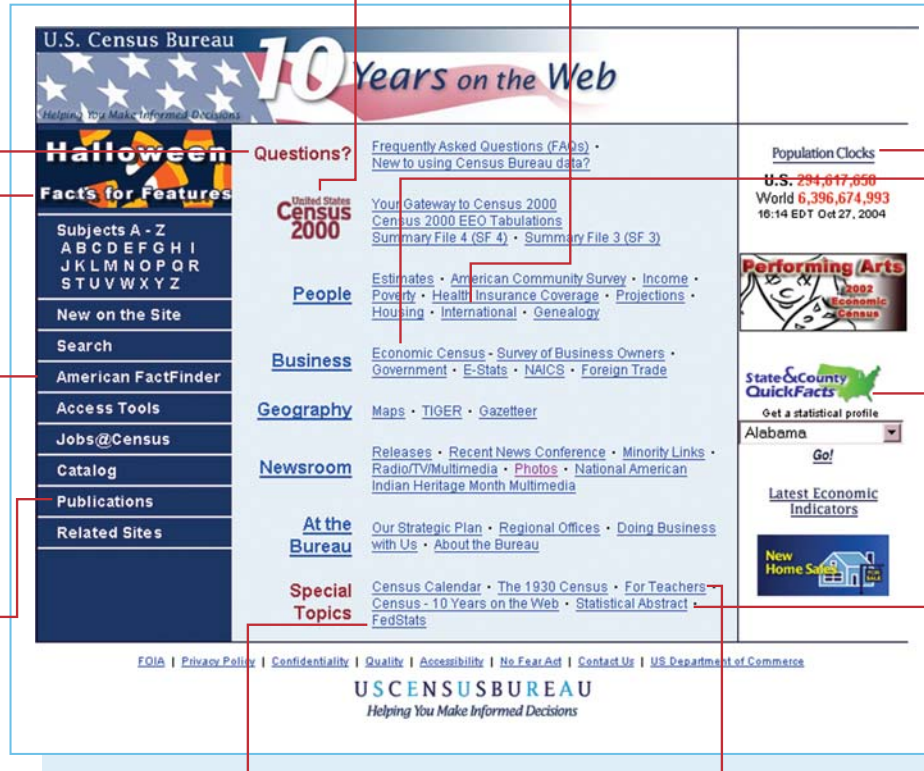 U.S. Census Bureau
10 Years on the Web
Helping You Make Informed Decisions
Halloween
Facts for Features
Subjects A - Z
A B C D E F G H I
J K L M N O P Q R
S T U V W X Y Z
New on the Site
Search
American FactFinder
Access Tools
Jobs@Census
Catalog
Publications
Related Sites
Questions?
Frequently Asked Questions (FAQs) •
New to using Census Bureau data?
United States
Census
2000
Your Gateway to Census 2000
Census 2000 EEO Tabulations
Summary File 4 (SF 4) • Summary File 3 (SF 3)
People
Estimates • American Community Survey • Income •
Poverty • Health Insurance Coverage • Projections •
Housing • International • Genealogy
Business
Economic Census - Survey of Business Owners •
Government • E-Stats • NAICS • Foreign Trade
Geography
Maps • TIGER • Gazetteer
Newsroom
Releases • Recent News Conference • Minority Links •
Radio/TV/Multimedia • Photos • National American
Indian Heritage Month Multimedia
At the
Bureau
Our Strategic Plan • Regional Offices • Doing Business
with Us • About the Bureau
Special
Topics
Census Calendar • The 1930 Census • For Teachers
Census - 10 Years on the Web • Statistical Abstract •
FedStats
Population Clocks
U.S. 294,617,658
World 6,396,674,993
16:14 EDT Oct 27, 2004
Performing Arts
2002
Economic
Census
State & County
QuickFacts
Get a statistical profile
Alabama
Go!
Latest Economic
Indicators
New
Home Sales
FOR
SALE
FOIA | Privacy Policy | Confidentiality | Quality | Accessibility | No Fear Act | Contact Us | US Department of Commerce
USCENSUSBUREAU
Helping You Make Informed Decisions